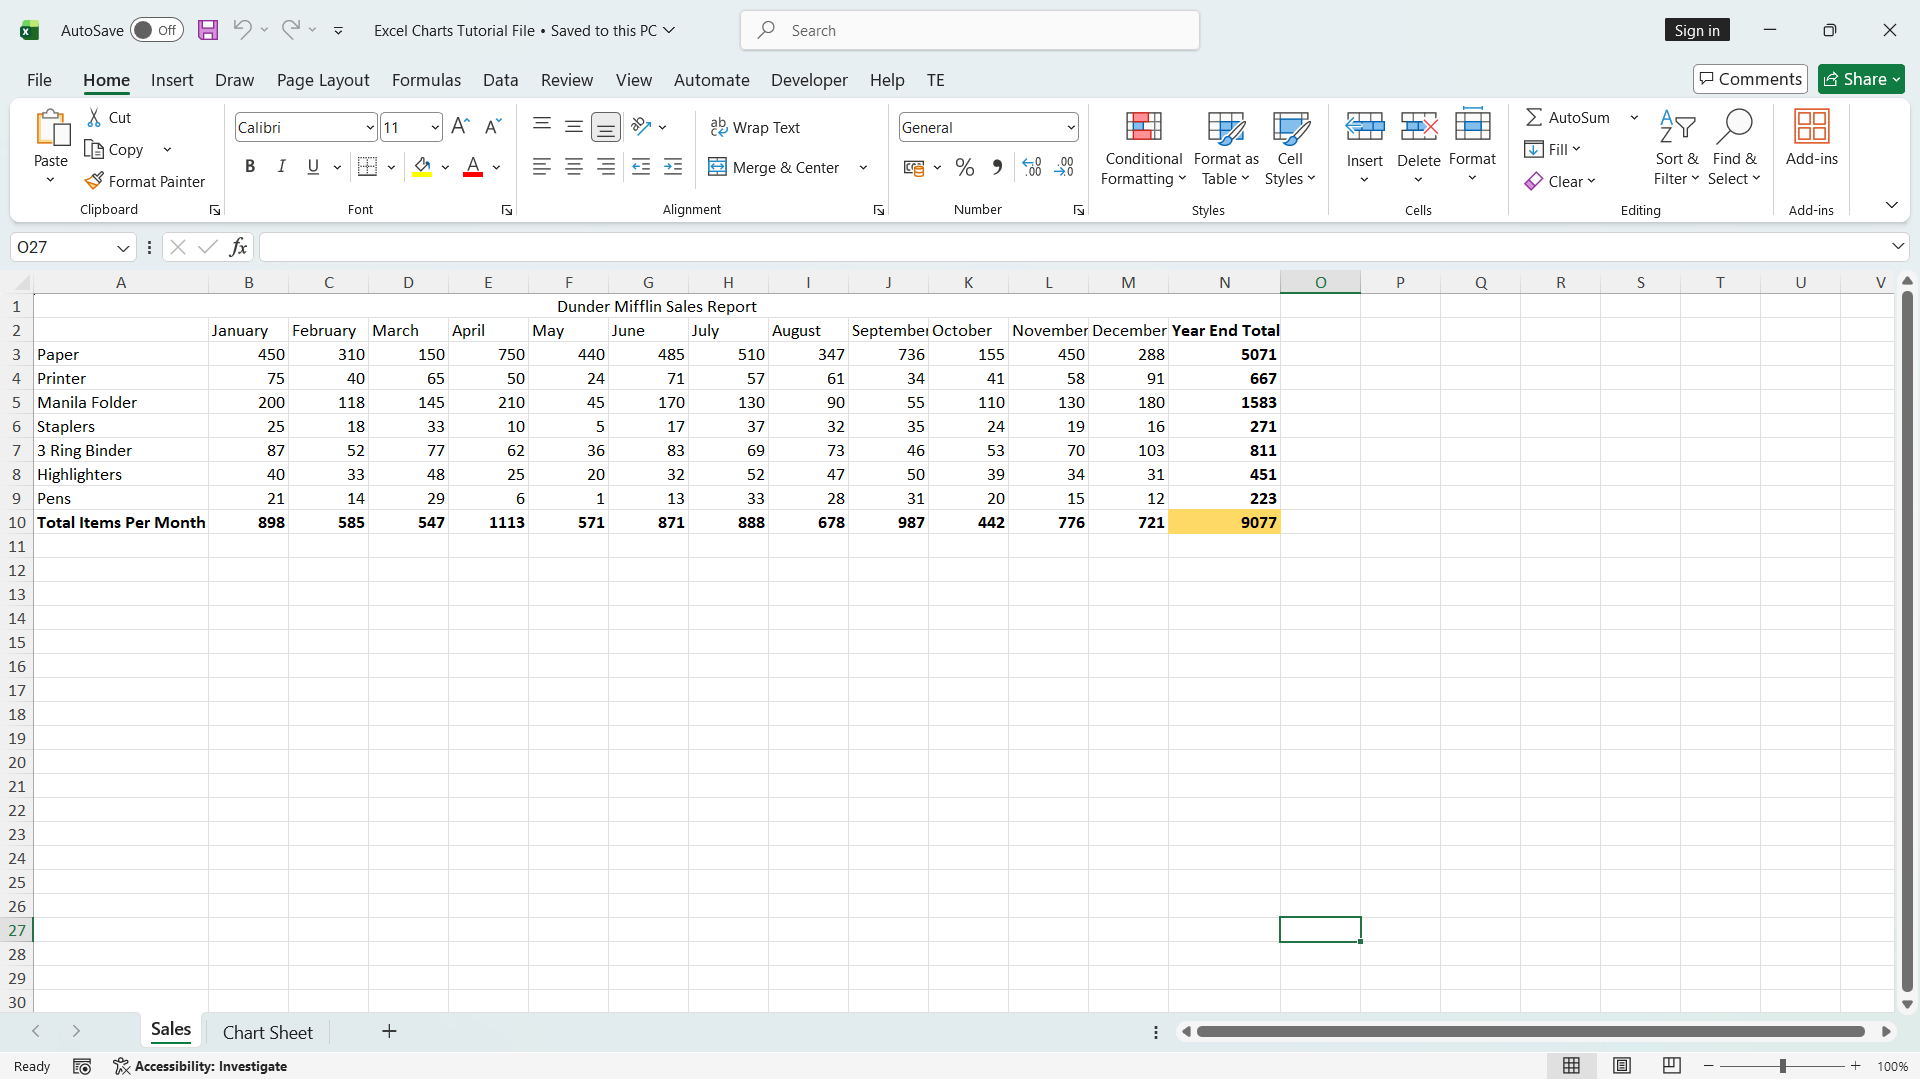 AutoSave Off Excel Charts Tutorial File • Saved to this PC Search Sign in
File Home Insert Draw Page Layout Formulas Data Review View Automate Developer Help TE Comments Share
Paste Cut Copy Format Painter Clipboard
Calibri 11 B I U A Font
ab Wrap Text Merge & Center Alignment
General % Number
Conditional Formatting Format as Table Cell Styles Styles
Insert Delete Format Cells
AutoSum Fill Clear Sort & Filter Find & Select Editing
Add-ins Add-ins
O27 fx
A B C D E F G H I J K L M N O P Q R S T U V
1 Dunder Mifflin Sales Report
2 January February March April May June July August September October November December Year End Total
3 Paper 450 310 150 750 440 485 510 347 736 155 450 288 5071
4 Printer 75 40 65 50 24 71 57 61 34 41 58 91 667
5 Manila Folder 200 118 145 210 45 170 130 90 55 110 130 180 1583
6 Staplers 25 18 33 10 5 17 37 32 35 24 19 16 271
7 3 Ring Binder 87 52 77 62 36 83 69 73 46 53 70 103 811
8 Highlighters 40 33 48 25 20 32 52 47 50 39 34 31 451
9 Pens 21 14 29 6 1 13 33 28 31 20 15 12 223
10 Total Items Per Month 898 585 547 1113 571 871 888 678 987 442 776 721 9077
11
12
13
14
15
16
17
18
19
20
21
22
23
24
25
26
27
28
29
30
Sales Chart Sheet
Ready Accessibility: Investigate 100%